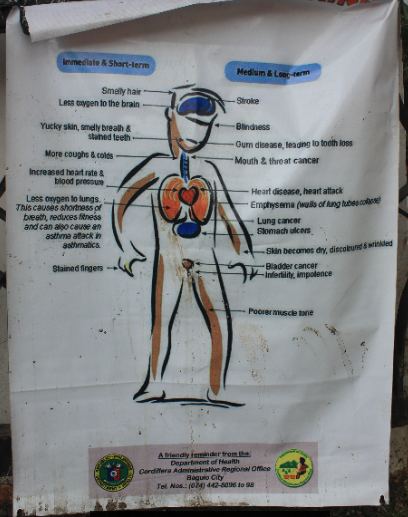 Immediate & Short-term
Smelly hair
Less oxygen to the brain
Yucky skin, smelly breath &
stained teeth
More coughs & colds
Increased heart rate &
blood pressure
Less oxygen to lungs.
This causes shortness of
breath, reduces fitness
and can also cause an
asthma attack in
asthmatics.
Stained fingers
Medium & Long-term
Stroke
Blindness
Gum disease, leading to tooth loss
Mouth & throat cancer
Heart disease, heart attack
Emphysema (walls of lung tubes collapse)
Lung cancer
Stomach ulcers
Skin becomes dry, discoloured & wrinkled
Bladder cancer
Infertility, impotence
Poorer muscle tone
A friendly reminder from the:
Department of Health
Cordillera Administrative Regional Office
Baguio City
Tel. Nos.: (074) 442-8096 to 98